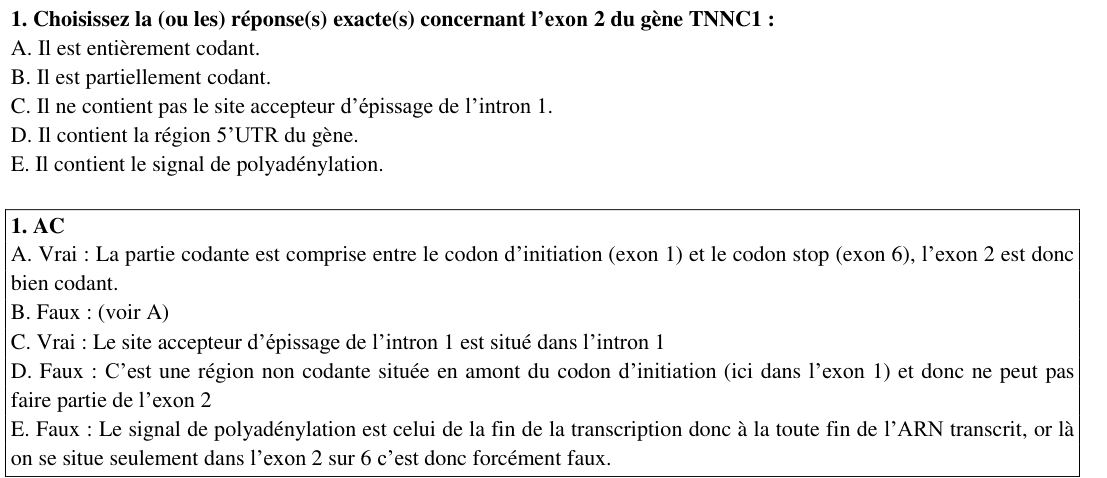 1. Choisissez la (ou les) réponse(s) exacte(s) concernant l’exon 2 du gène TNNC1 :
A. Il est entièrement codant.
B. Il est partiellement codant.
C. Il ne contient pas le site accepteur d’épissage de l’intron 1.
D. Il contient la région 5’UTR du gène.
E. Il contient le signal de polyadénylation.
1. AC
A. Vrai : La partie codante est comprise entre le codon d’initiation (exon 1) et le codon stop (exon 6), l’exon 2 est donc
bien codant.
B. Faux : (voir A)
C. Vrai : Le site accepteur d’épissage de l’intron 1 est situé dans l’intron 1
D. Faux : C’est une région non codante située en amont du codon d’initiation (ici dans l’exon 1) et donc ne peut pas
faire partie de l’exon 2
E. Faux : Le signal de polyadénylation est celui de la fin de la transcription donc à la toute fin de l’ARN transcrit, or là
on se situe seulement dans l’exon 2 sur 6 c’est donc forcément faux.